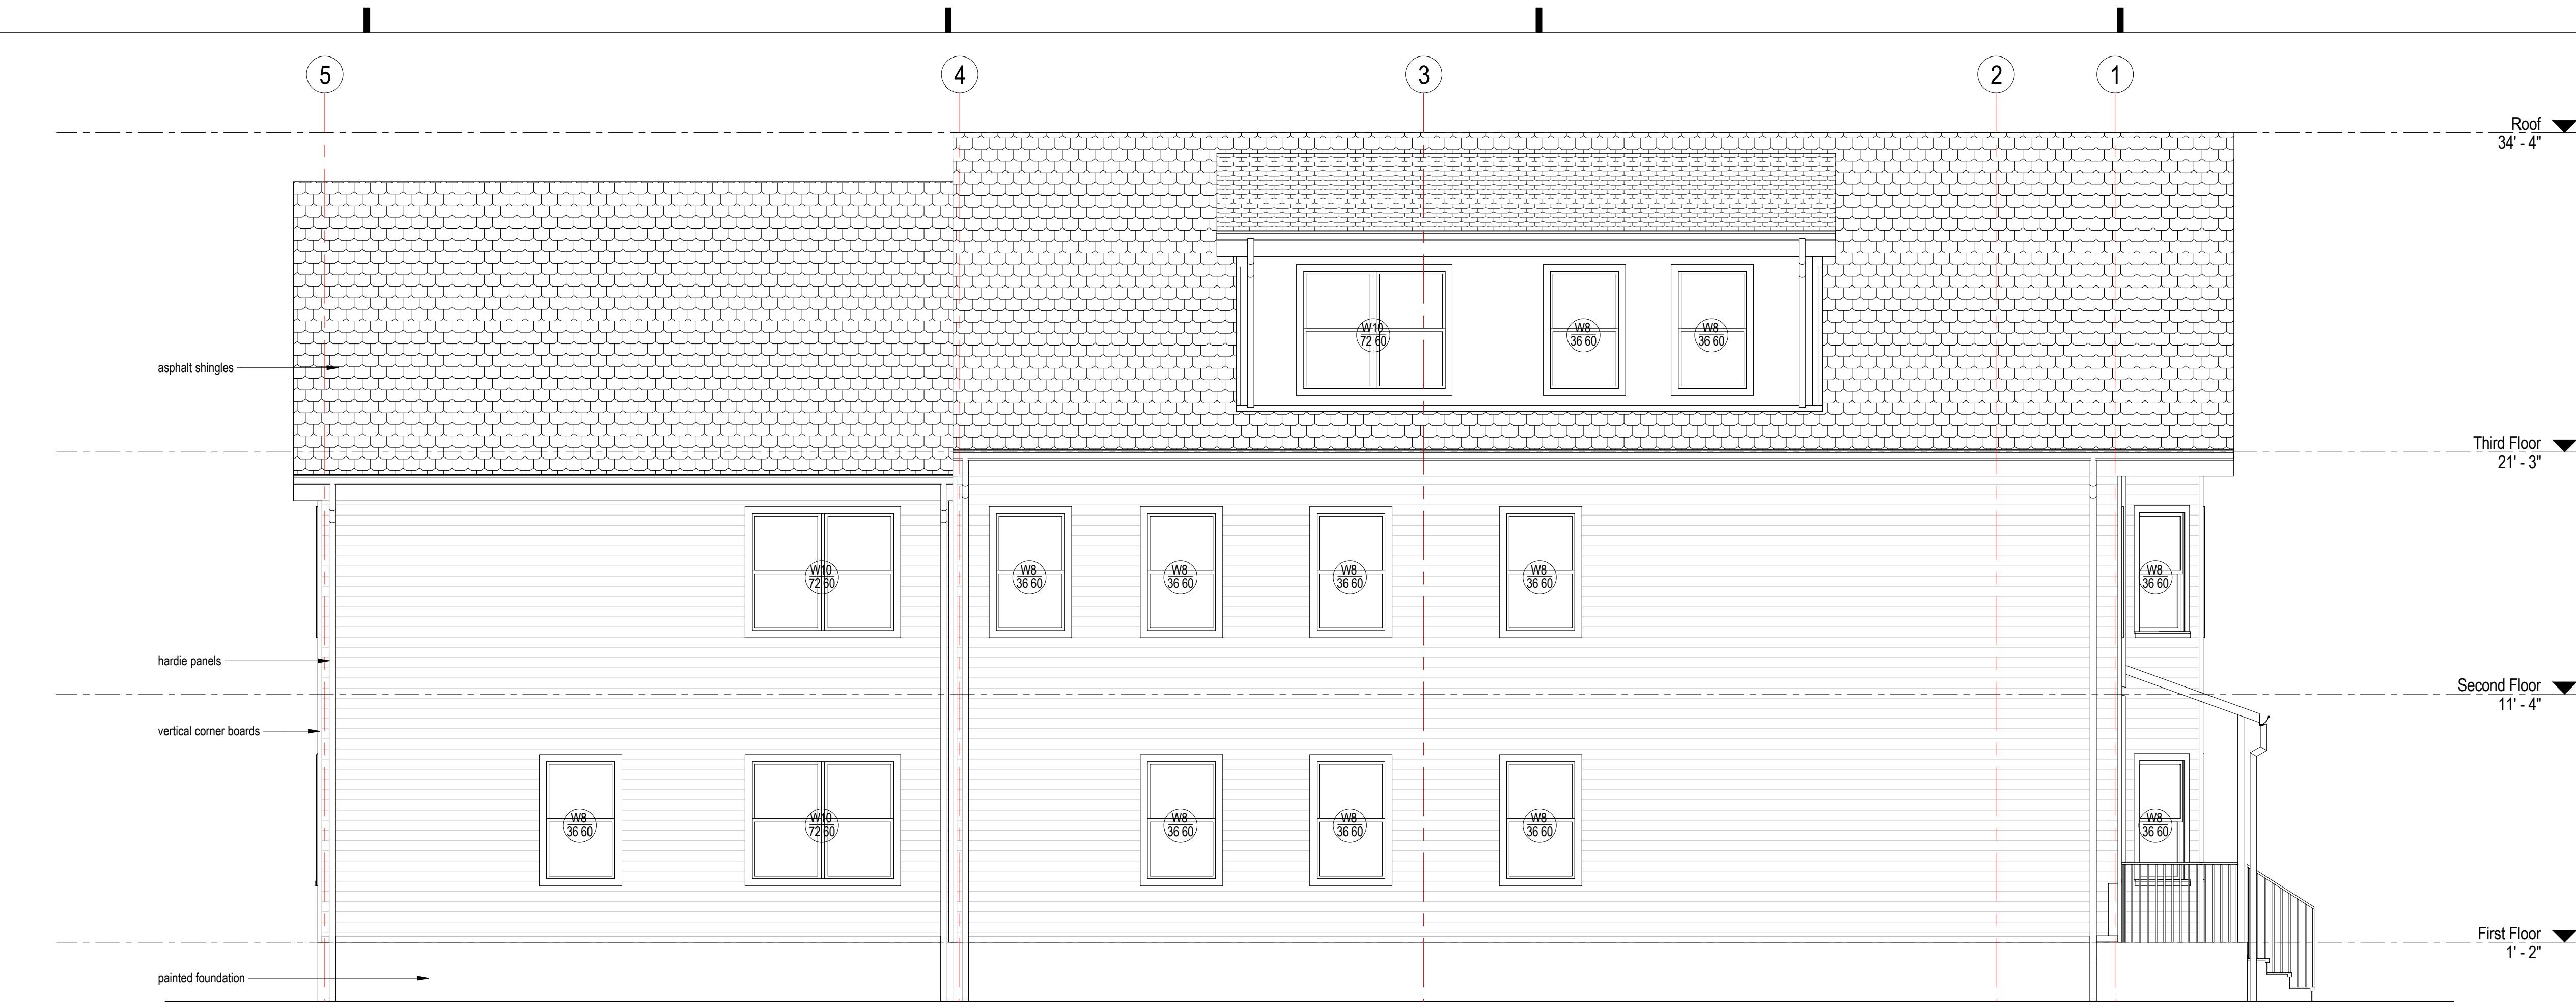 5
4
3
2
1
Roof
34' - 4"
W10
72 60
W8
36 60
W8
36 60
asphalt shingles
Third Floor
21' - 3"
W10
72 60
W8
36 60
W8
36 60
W8
36 60
W8
36 60
W8
36 60
hardie panels
Second Floor
11' - 4"
vertical corner boards
W8
36 60
W10
72 60
W8
36 60
W8
36 60
W8
36 60
W8
36 60
First Floor
1' - 2"
painted foundation